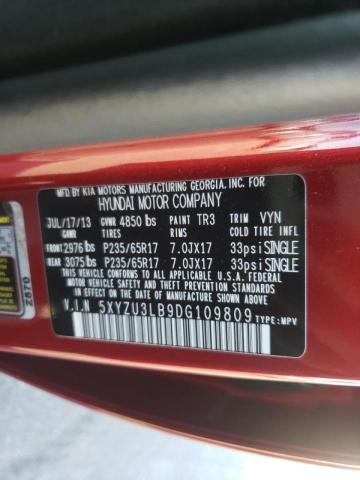 MFD. BY KIA MOTORS MANUFACTURING GEORGIA, INC. FOR
HYUNDAI MOTOR COMPANY
JUL/17/13 GVWR 4850 lbs PAINT TR3 TRIM VYN
GAWR TIRES RIMS COLD TIRE INFL
FRONT 2976 lbs P235/65R17 7.0JX17 33psi SINGLE
REAR 3075 lbs P235/65R17 7.0JX17 33psi SINGLE
THIS VEHICLE CONFORMS TO ALL APPLICABLE U.S.A. FEDERAL
MOTOR VEHICLE SAFETY AND THEFT PREVENTION STANDARDS IN
EFFECT ON THE DATE OF MANUFACTURE SHOWN ABOVE.
V.I.N 5XYZU3LB9DG109809 TYPE:MPV
2B70